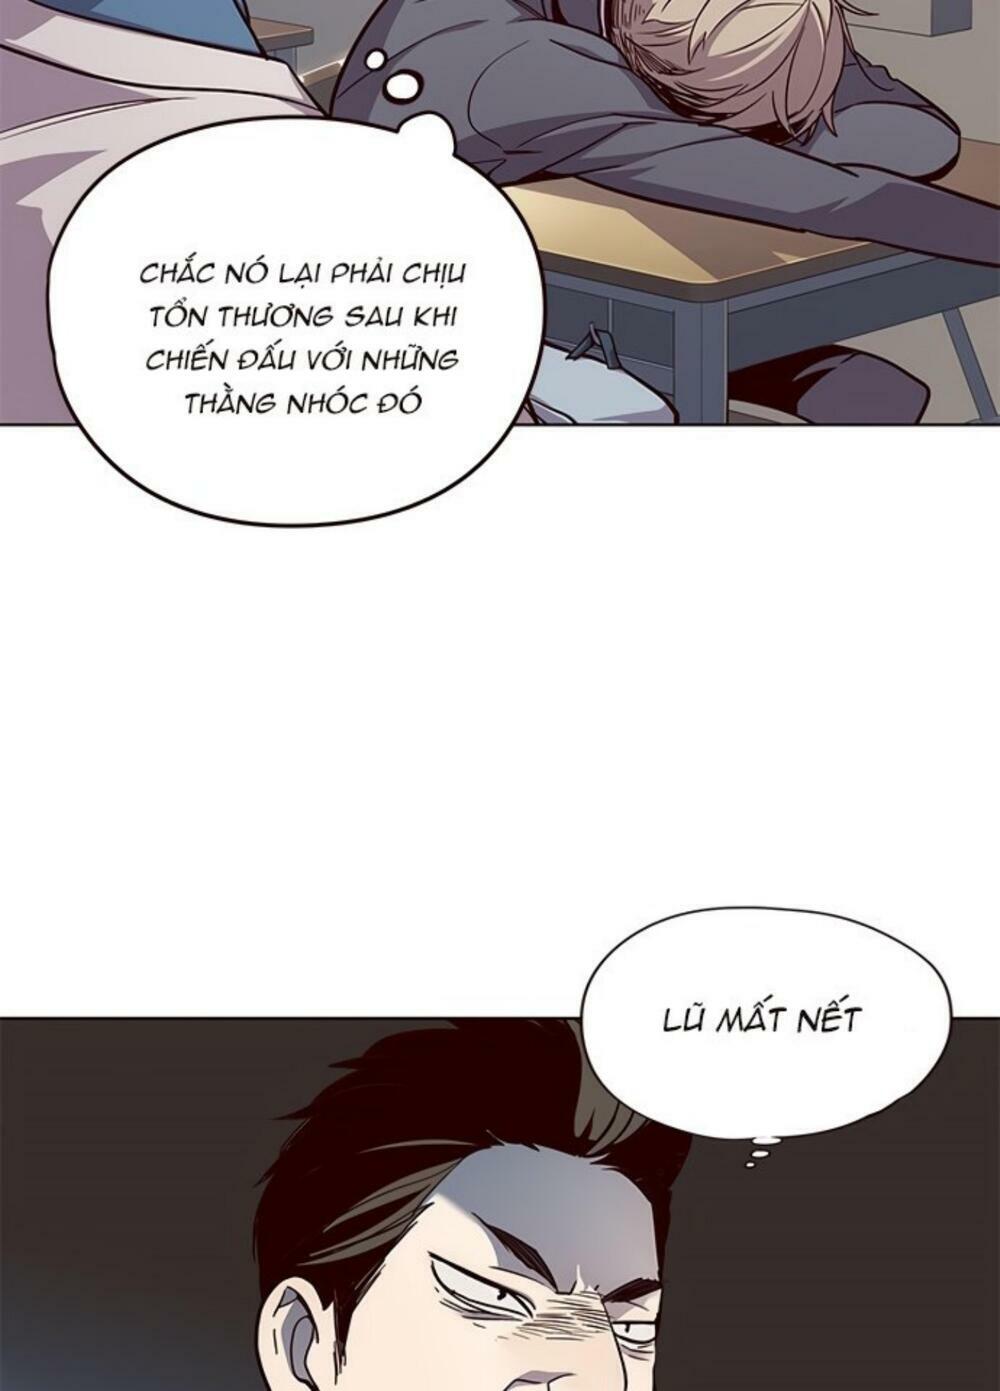 CHẮC NÓ LẠI PHẢI CHỊU
TỔN THƯƠNG SAU KHI
CHIẾN ĐẤU VỚI NHỮNG
THẰNG NHÓC ĐÓ
LŨ MẤT NẾT